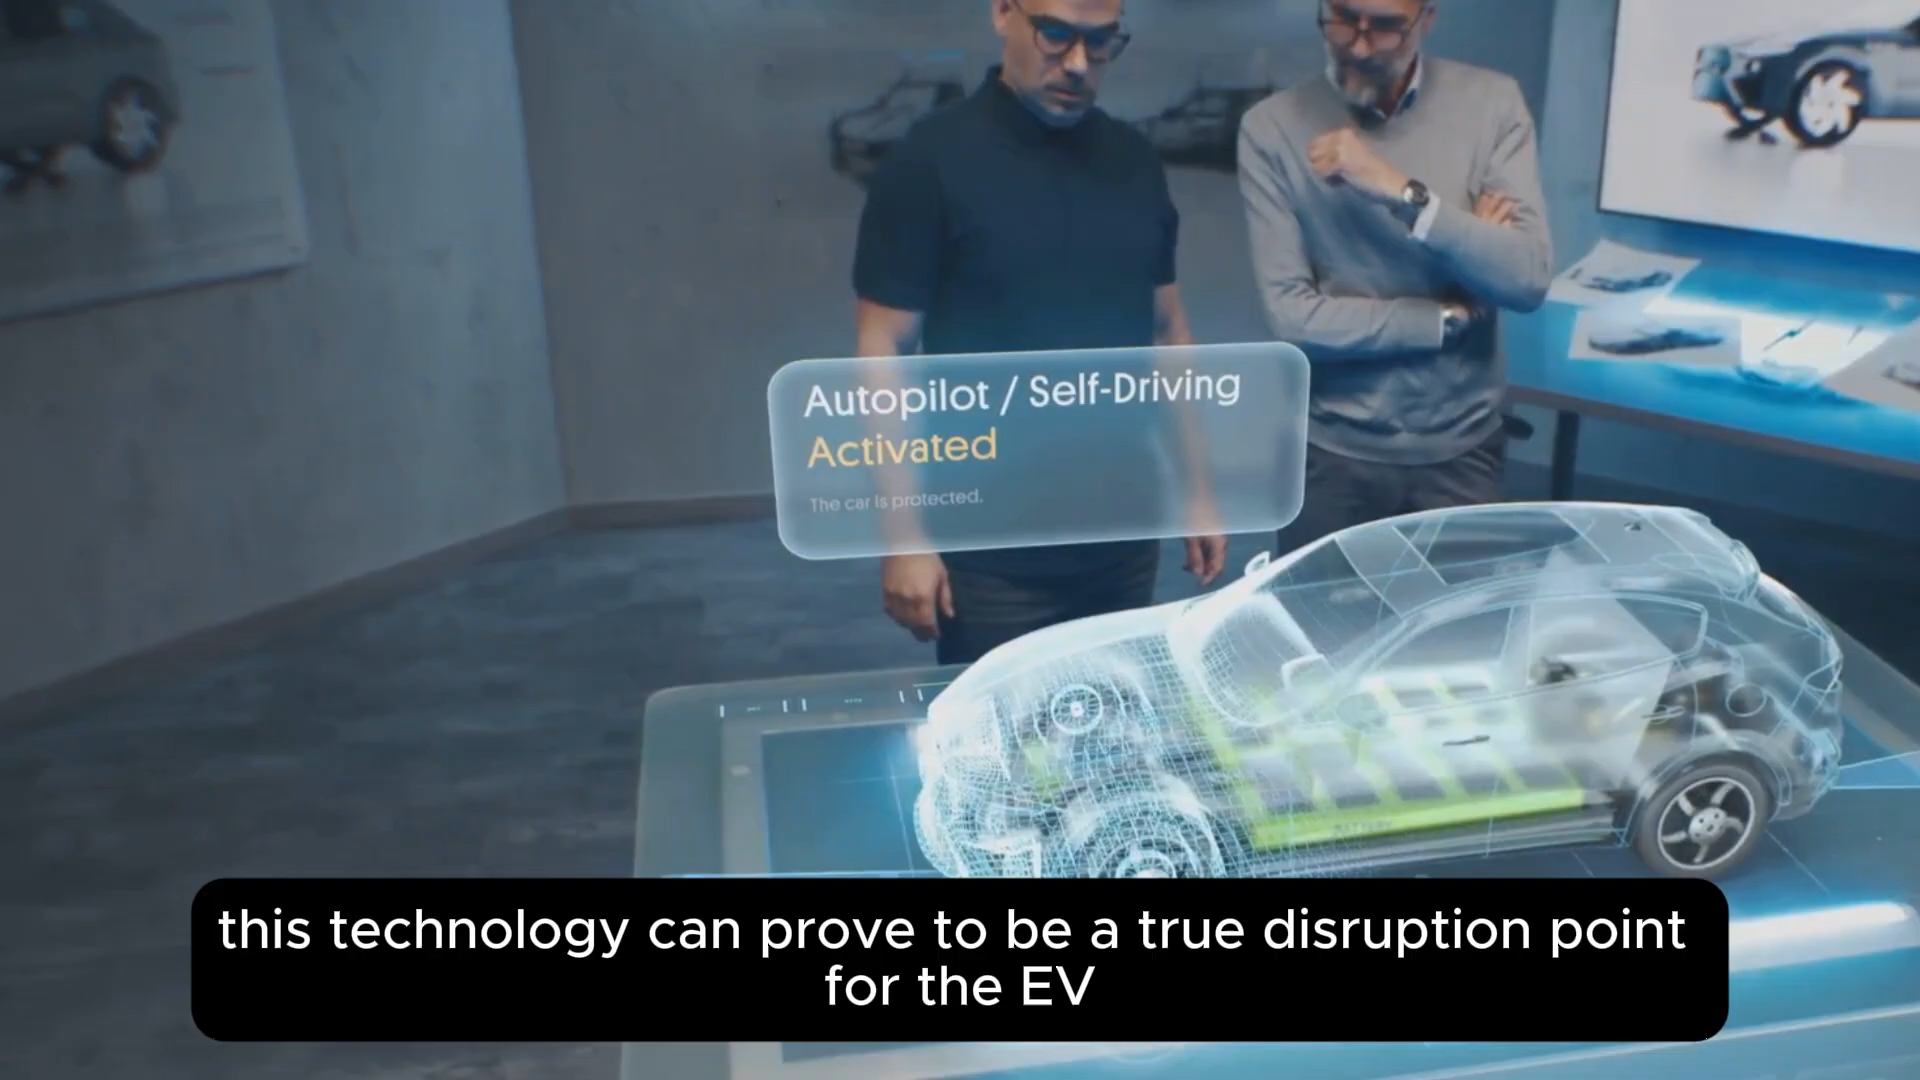 Autopilot / Self-Driving
Activated
The car is protected.
BATTERY
this technology can prove to be a true disruption point
for the EV